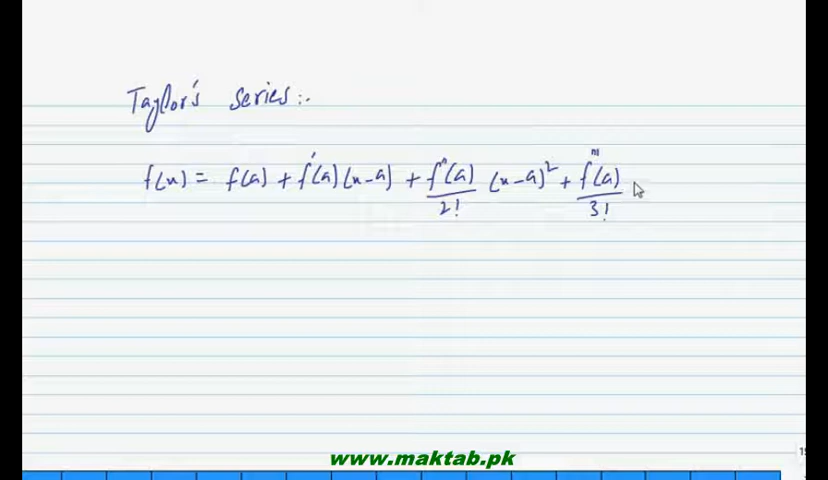 Taylor's series :.
f(x) = f(a) + f'(a) (x-a) + f''(a)/2! (x-a)² + f'''(a)/3!
www.maktab.pk